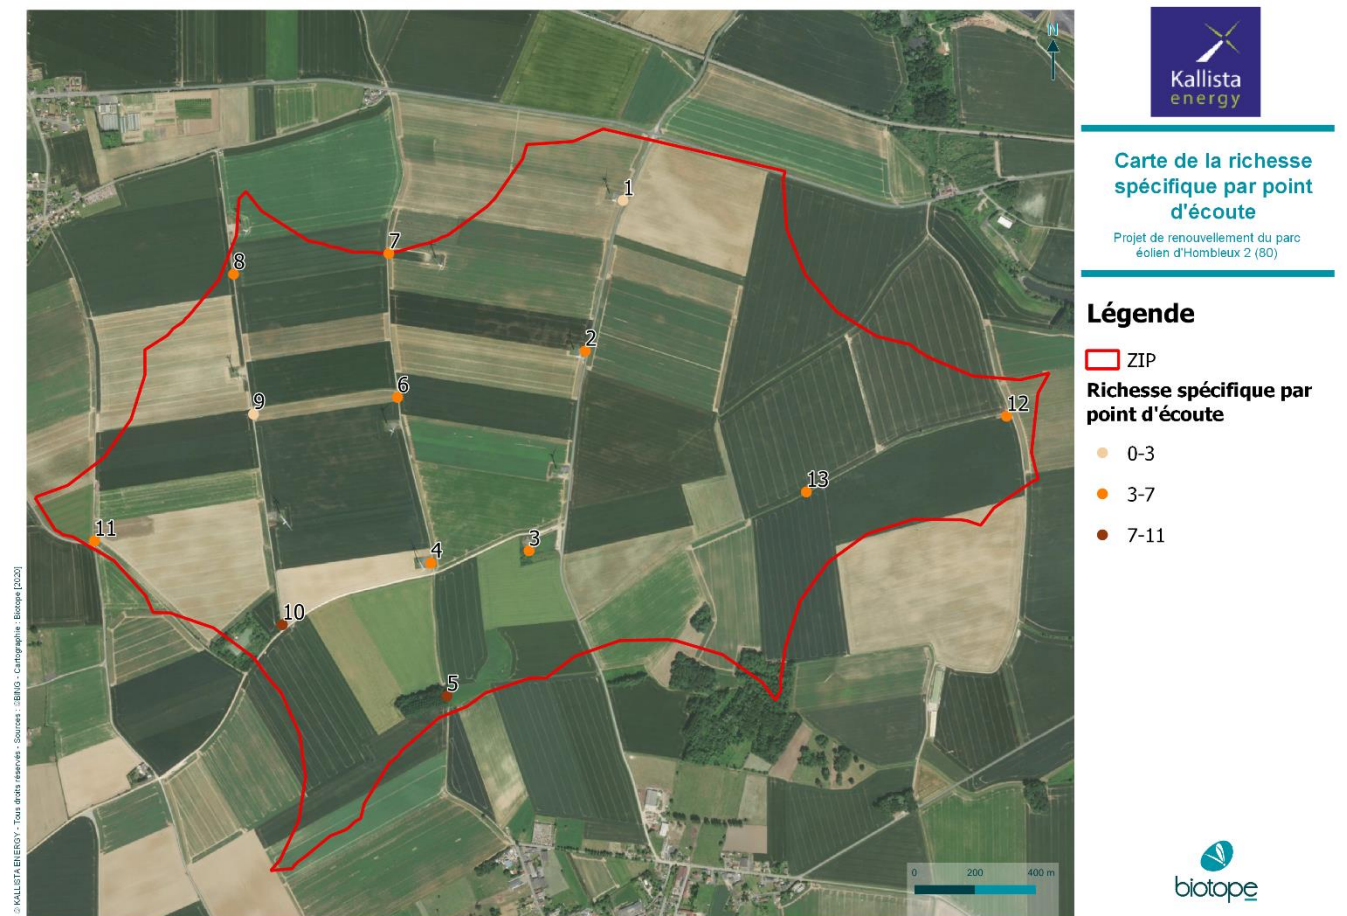 N
1
7
8
2
6
9
12
13
11
3
4
10
5
0 200 400 m
© KALLISTA ENERGY - Tous droits réservés - Sources : ©BING - Cartographie : Biotope [2020]
Kallista
energy
Carte de la richesse
spécifique par point
d'écoute
Projet de renouvellement du parc
éolien d'Hombleux 2 (80)
Légende
ZIP
Richesse spécifique par
point d'écoute
0-3
3-7
7-11
biotope